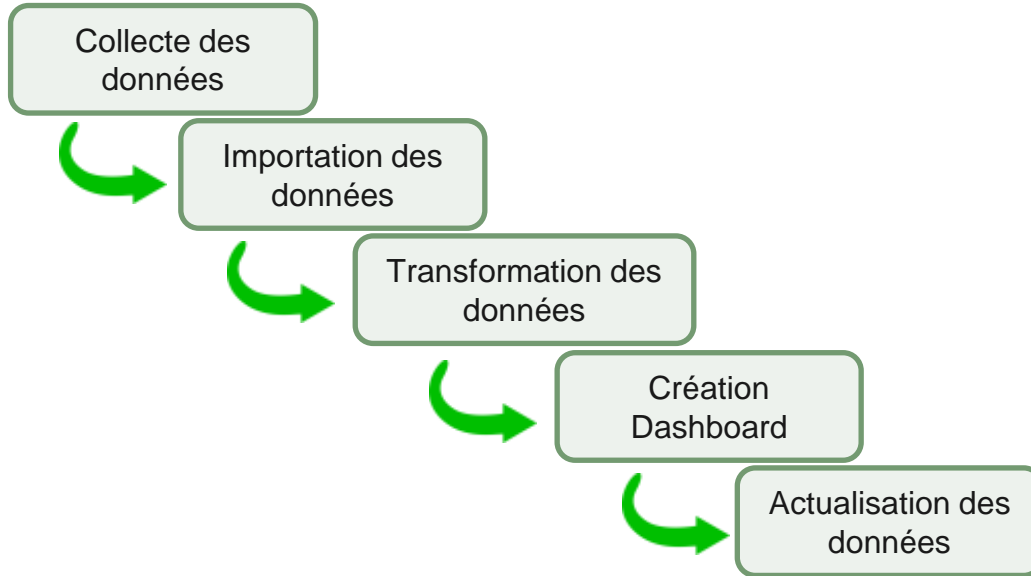 Collecte des
données
Importation des
données
Transformation des
données
Création
Dashboard
Actualisation des
données